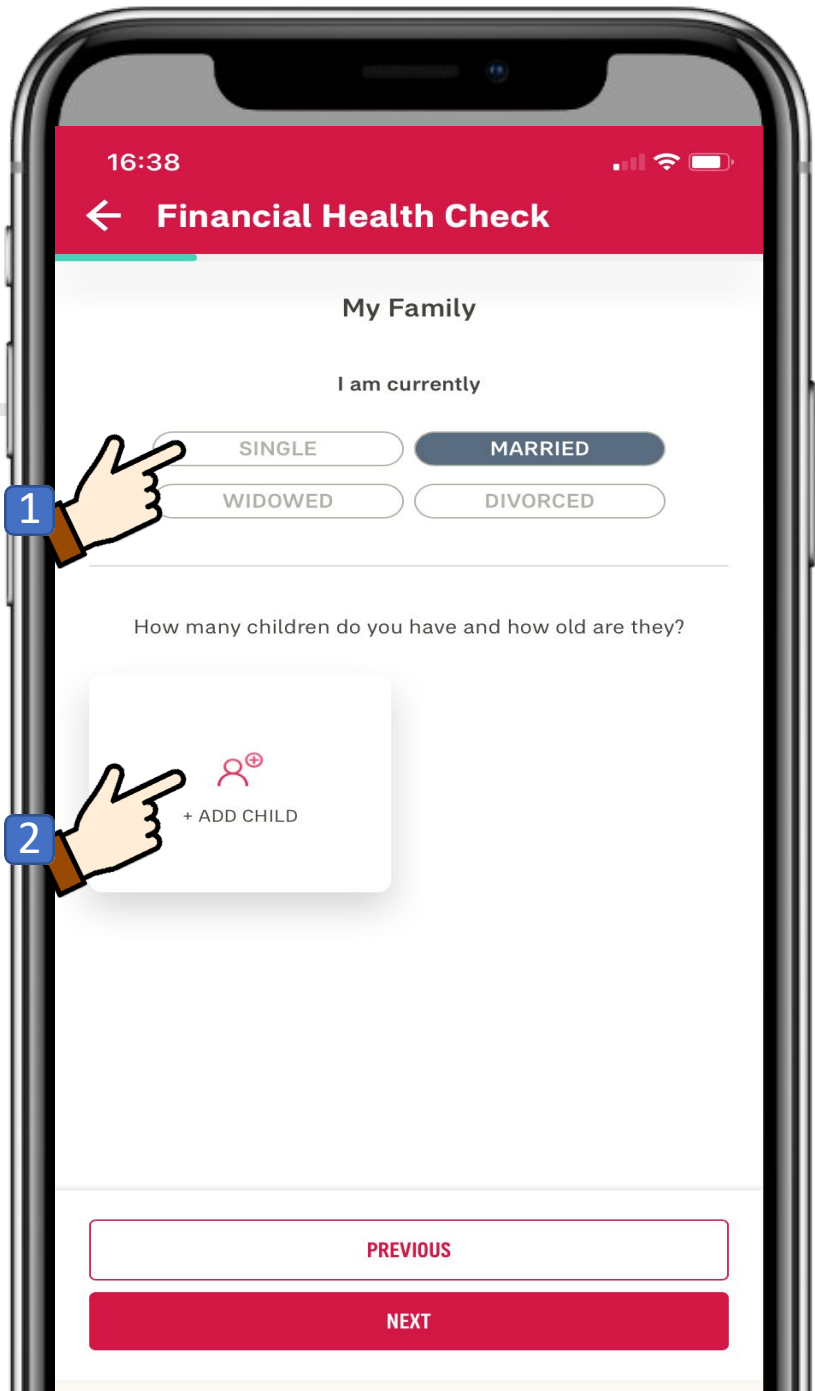 16:38
Financial Health Check
My Family
I am currently
SINGLE MARRIED
1
WIDOWED DIVORCED
How many children do you have and how old are they?
2
+ ADD CHILD
PREVIOUS
NEXT